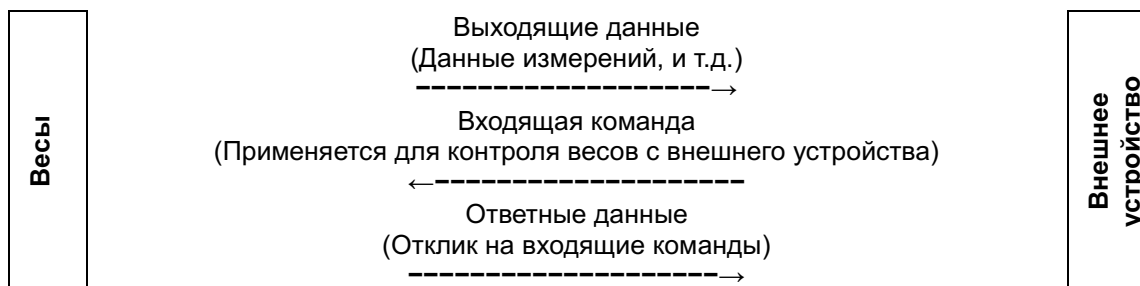 Весы
Выходящие данные
(Данные измерений, и т.д.)
-------------------→
Входящая команда
(Применяется для контроля весов с внешнего устройства)
←--------------------
Ответные данные
(Отклик на входящие команды)
--------------------→
Внешнее
устройство